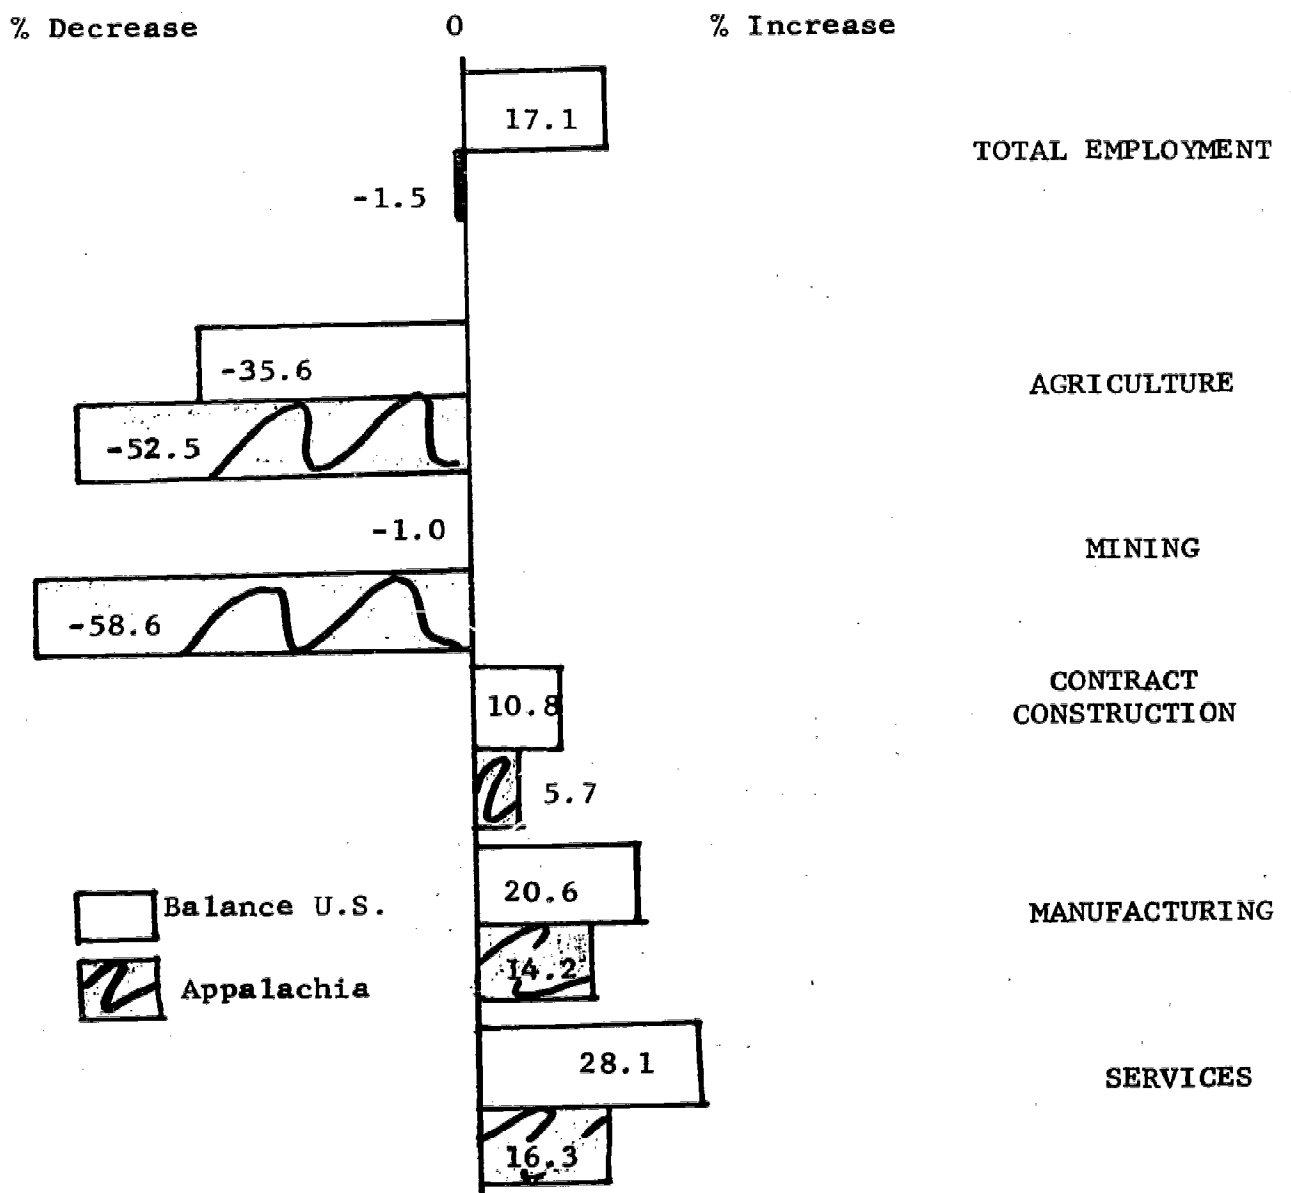 % Decrease 0 % Increase
17.1
TOTAL EMPLOYMENT
-1.5
-35.6
AGRICULTURE
-52.5
-1.0
MINING
-58.6
CONTRACT
CONSTRUCTION
10.8
5.7
20.6
Balance U.S.
MANUFACTURING
14.2
Appalachia
28.1
SERVICES
16.3